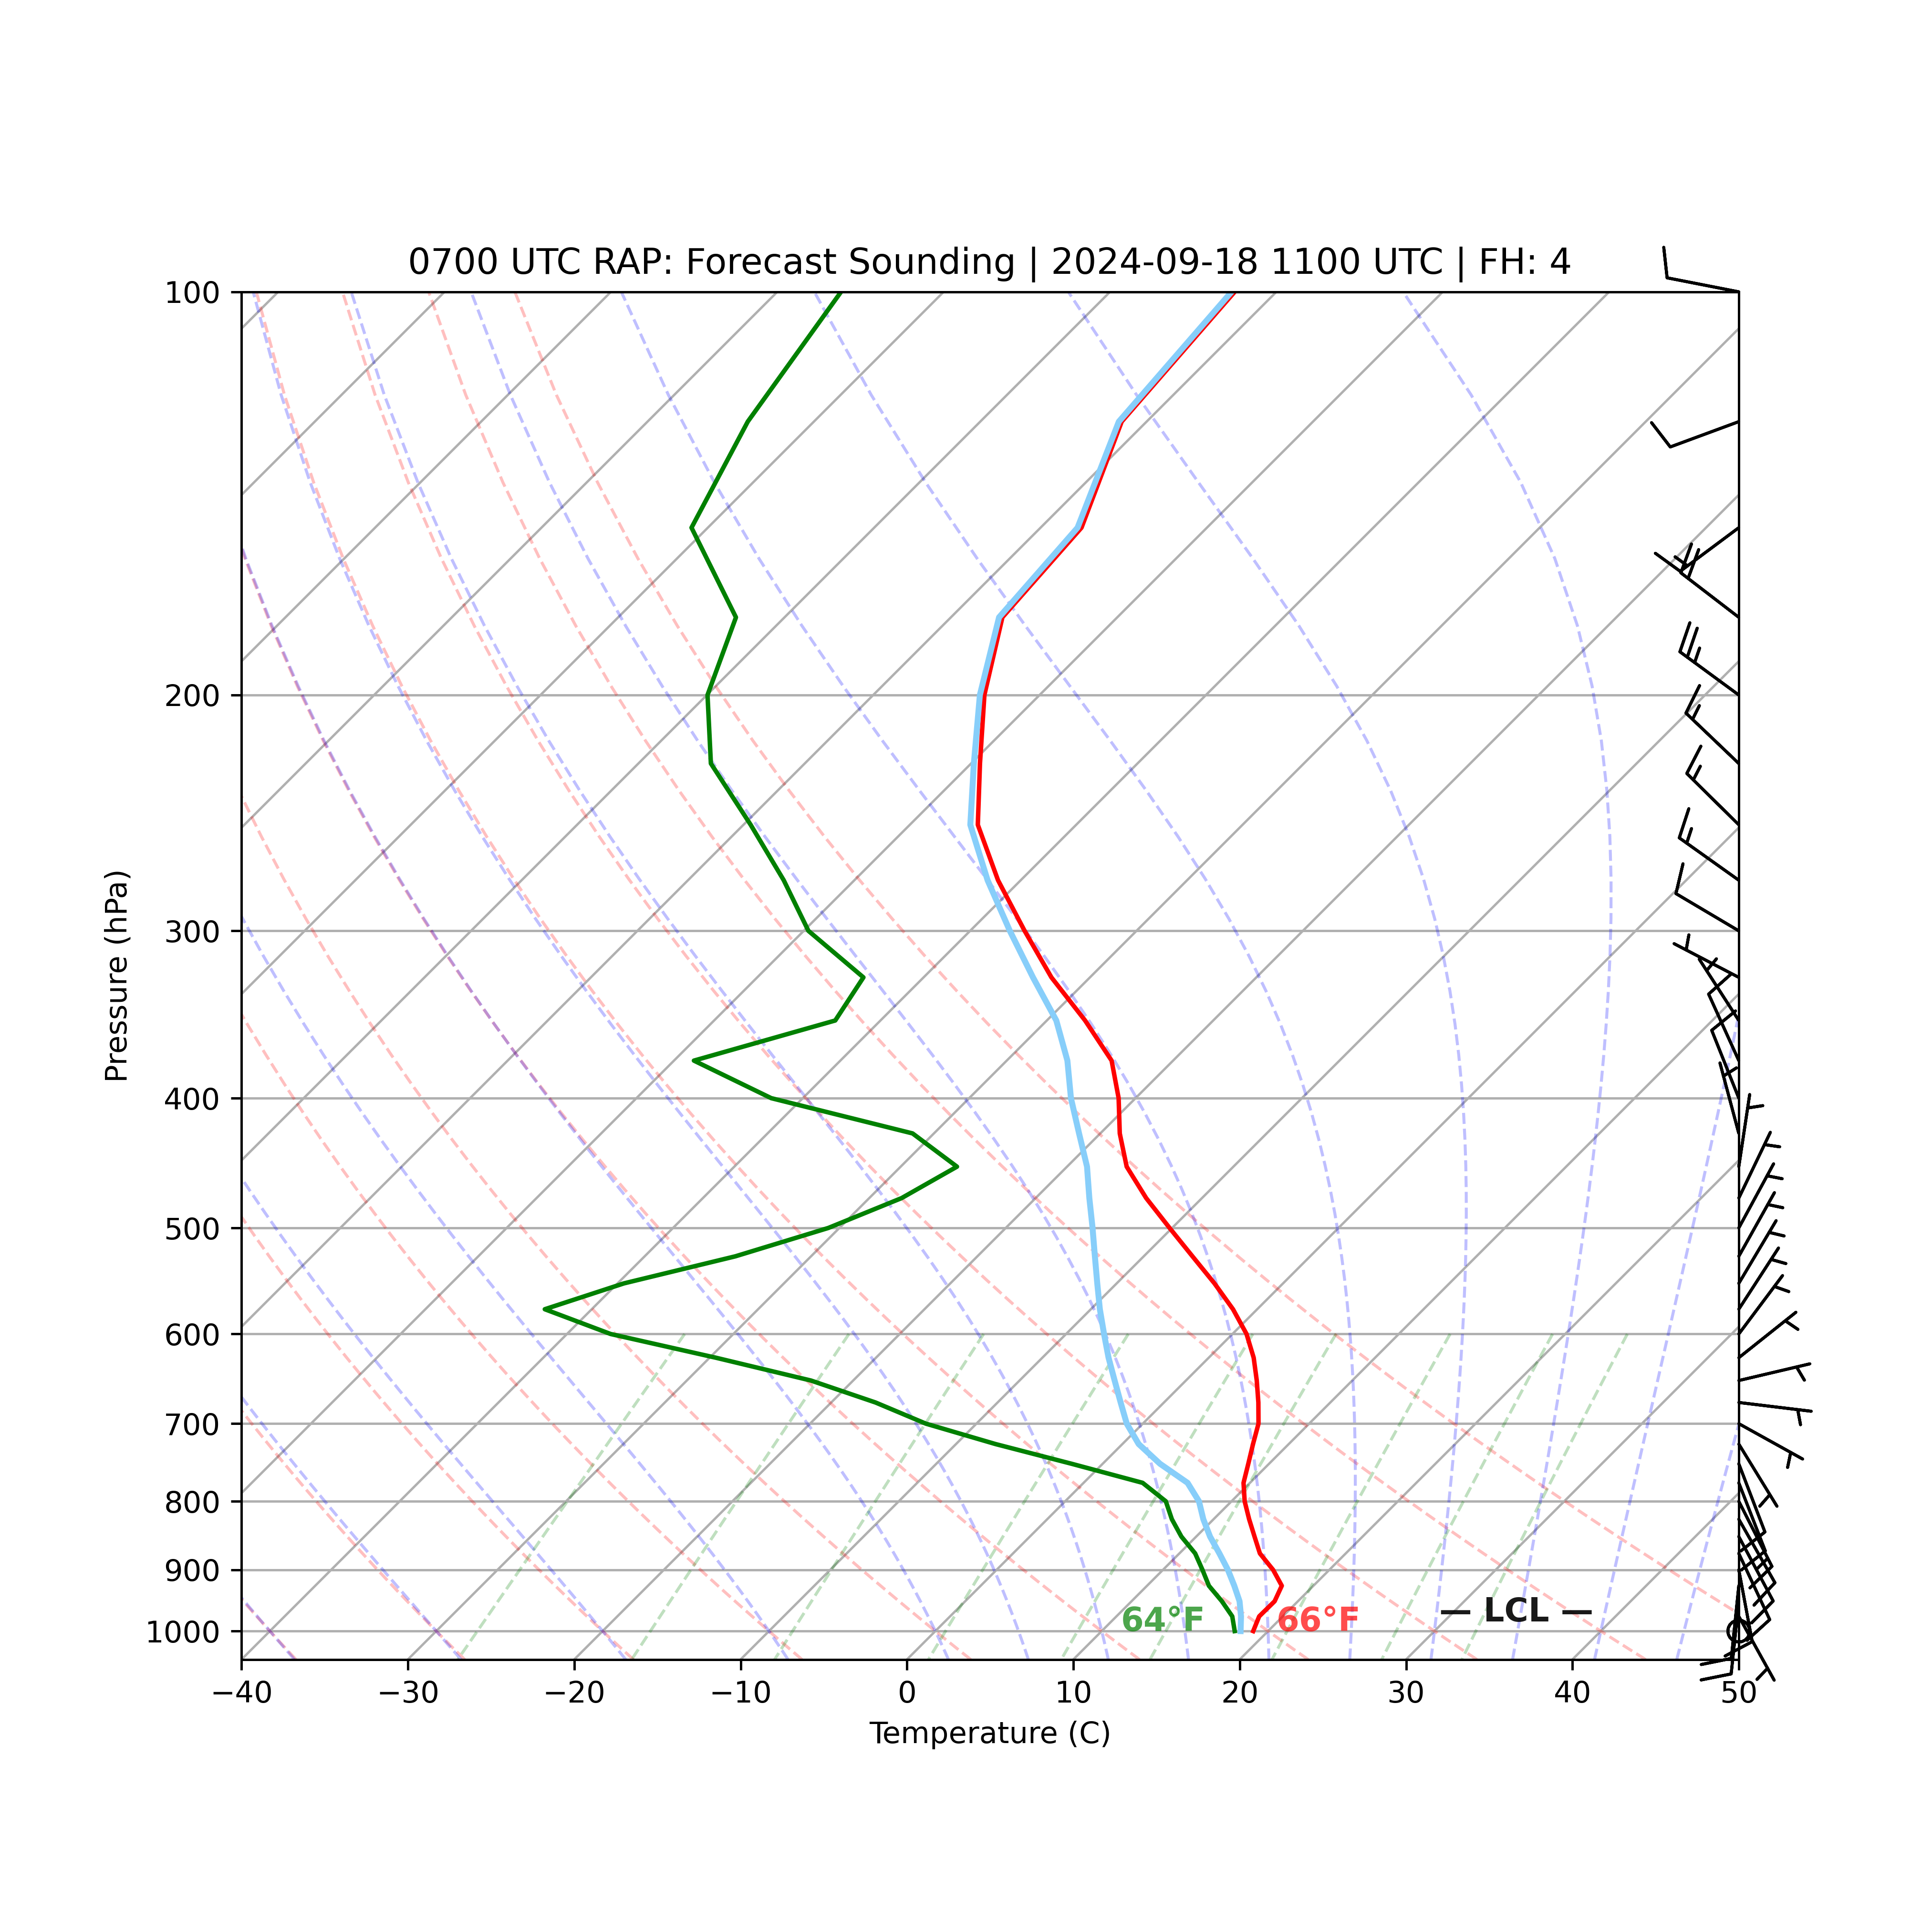 0700 UTC RAP: Forecast Sounding | 2024-09-18 1100 UTC | FH: 4
100
200
300
400
500
600
700
800
900
1000
Pressure (hPa)
64°F
66°F
— LCL —
−40 −30 −20 −10 0 10 20 30 40 50
Temperature (C)